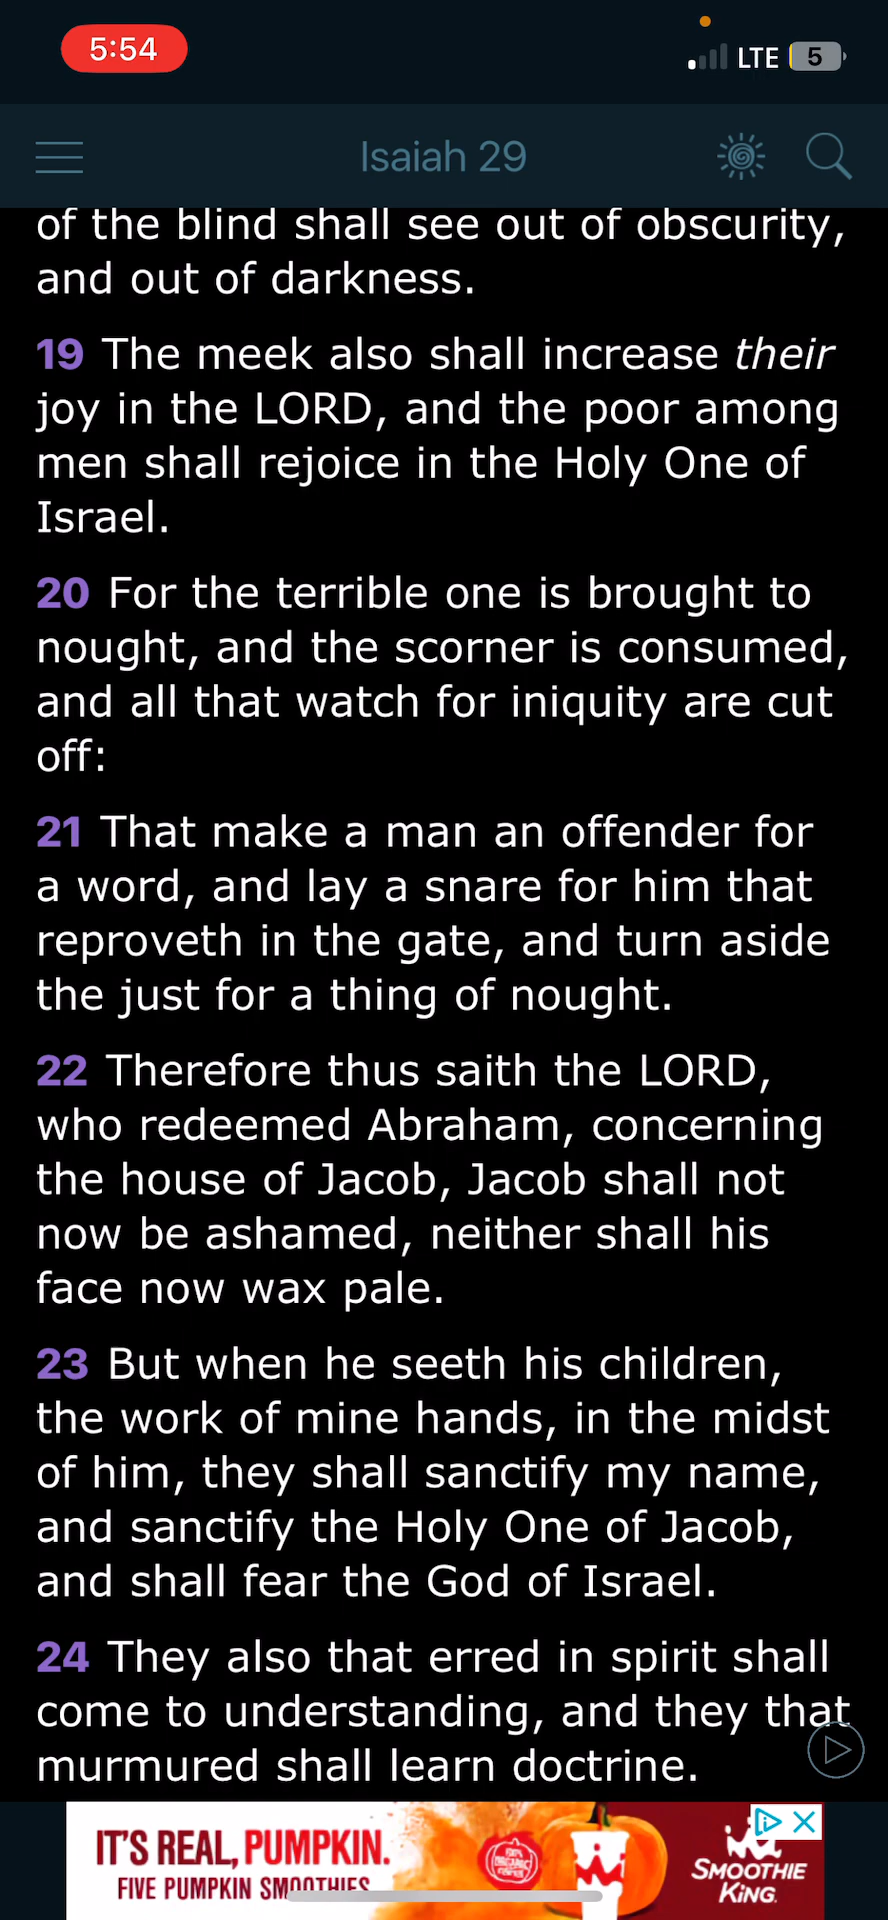 5:54
LTE 5
Isaiah 29
of the blind shall see out of obscurity,
and out of darkness.
19 The meek also shall increase their
joy in the LORD, and the poor among
men shall rejoice in the Holy One of
Israel.
20 For the terrible one is brought to
nought, and the scorner is consumed,
and all that watch for iniquity are cut
off:
21 That make a man an offender for
a word, and lay a snare for him that
reproveth in the gate, and turn aside
the just for a thing of nought.
22 Therefore thus saith the LORD,
who redeemed Abraham, concerning
the house of Jacob, Jacob shall not
now be ashamed, neither shall his
face now wax pale.
23 But when he seeth his children,
the work of mine hands, in the midst
of him, they shall sanctify my name,
and sanctify the Holy One of Jacob,
and shall fear the God of Israel.
24 They also that erred in spirit shall
come to understanding, and they that
murmured shall learn doctrine.
IT'S REAL, PUMPKIN.
FIVE PUMPKIN SMOOTHIES
SMOOTHIE
KING